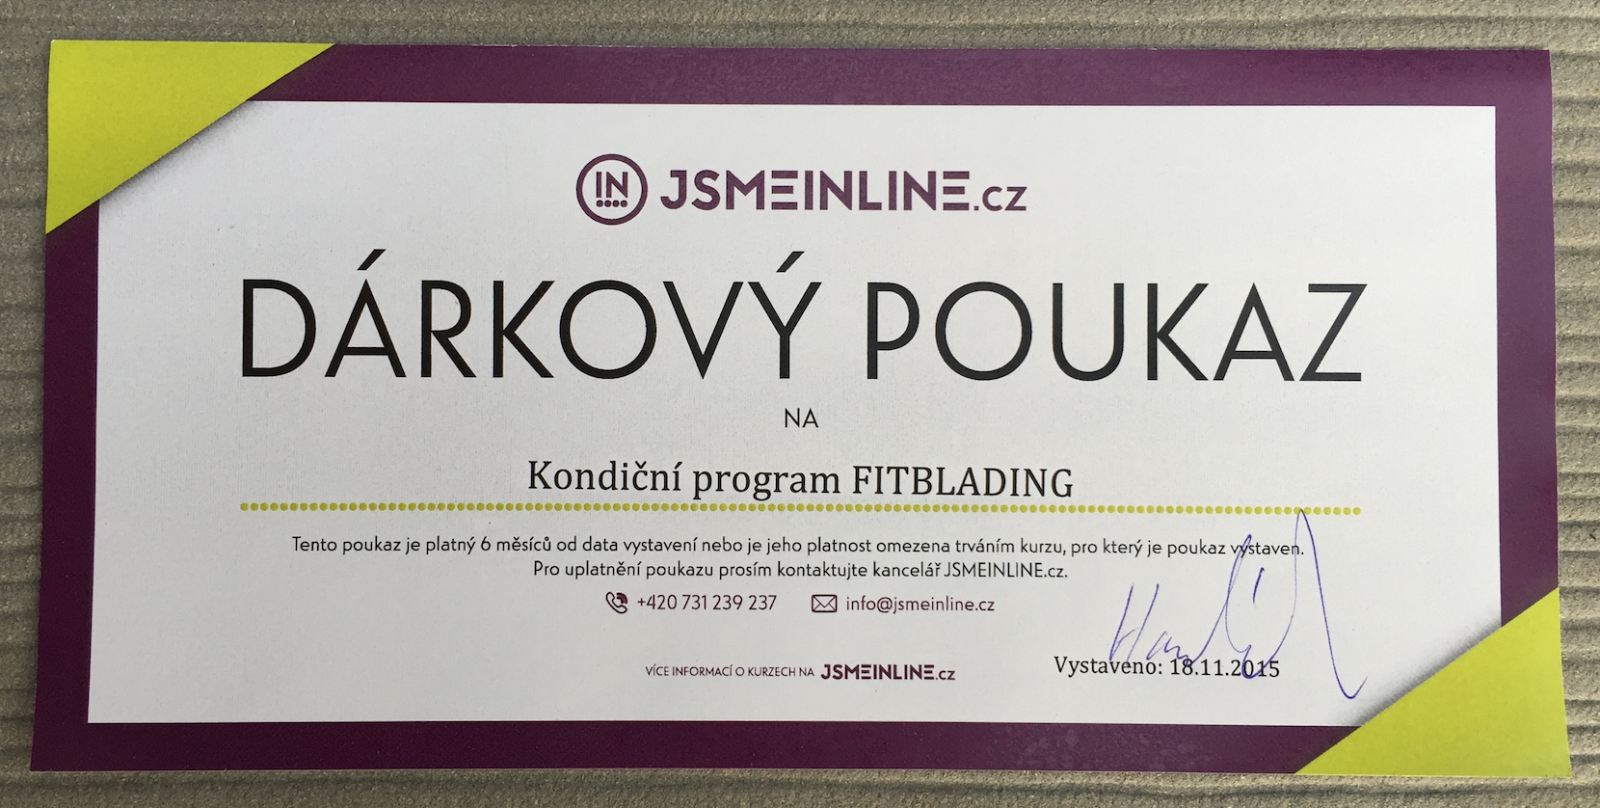 IN JSMEINLINE.cz
DÁRKOVÝ POUKAZ
NA
Kondiční program FITBLADING
Tento poukaz je platný 6 měsíců od data vystavení nebo je jeho platnost omezena trváním kurzu, pro který je poukaz vystaven.
Pro uplatnění poukazu prosím kontaktujte kancelář JSMEINLINE.cz.
+420 731 239 237 info@jsmeinline.cz
VÍCE INFORMACÍ O KURZECH NA JSMEINLINE.cz
Vystaveno: 18.11.2015